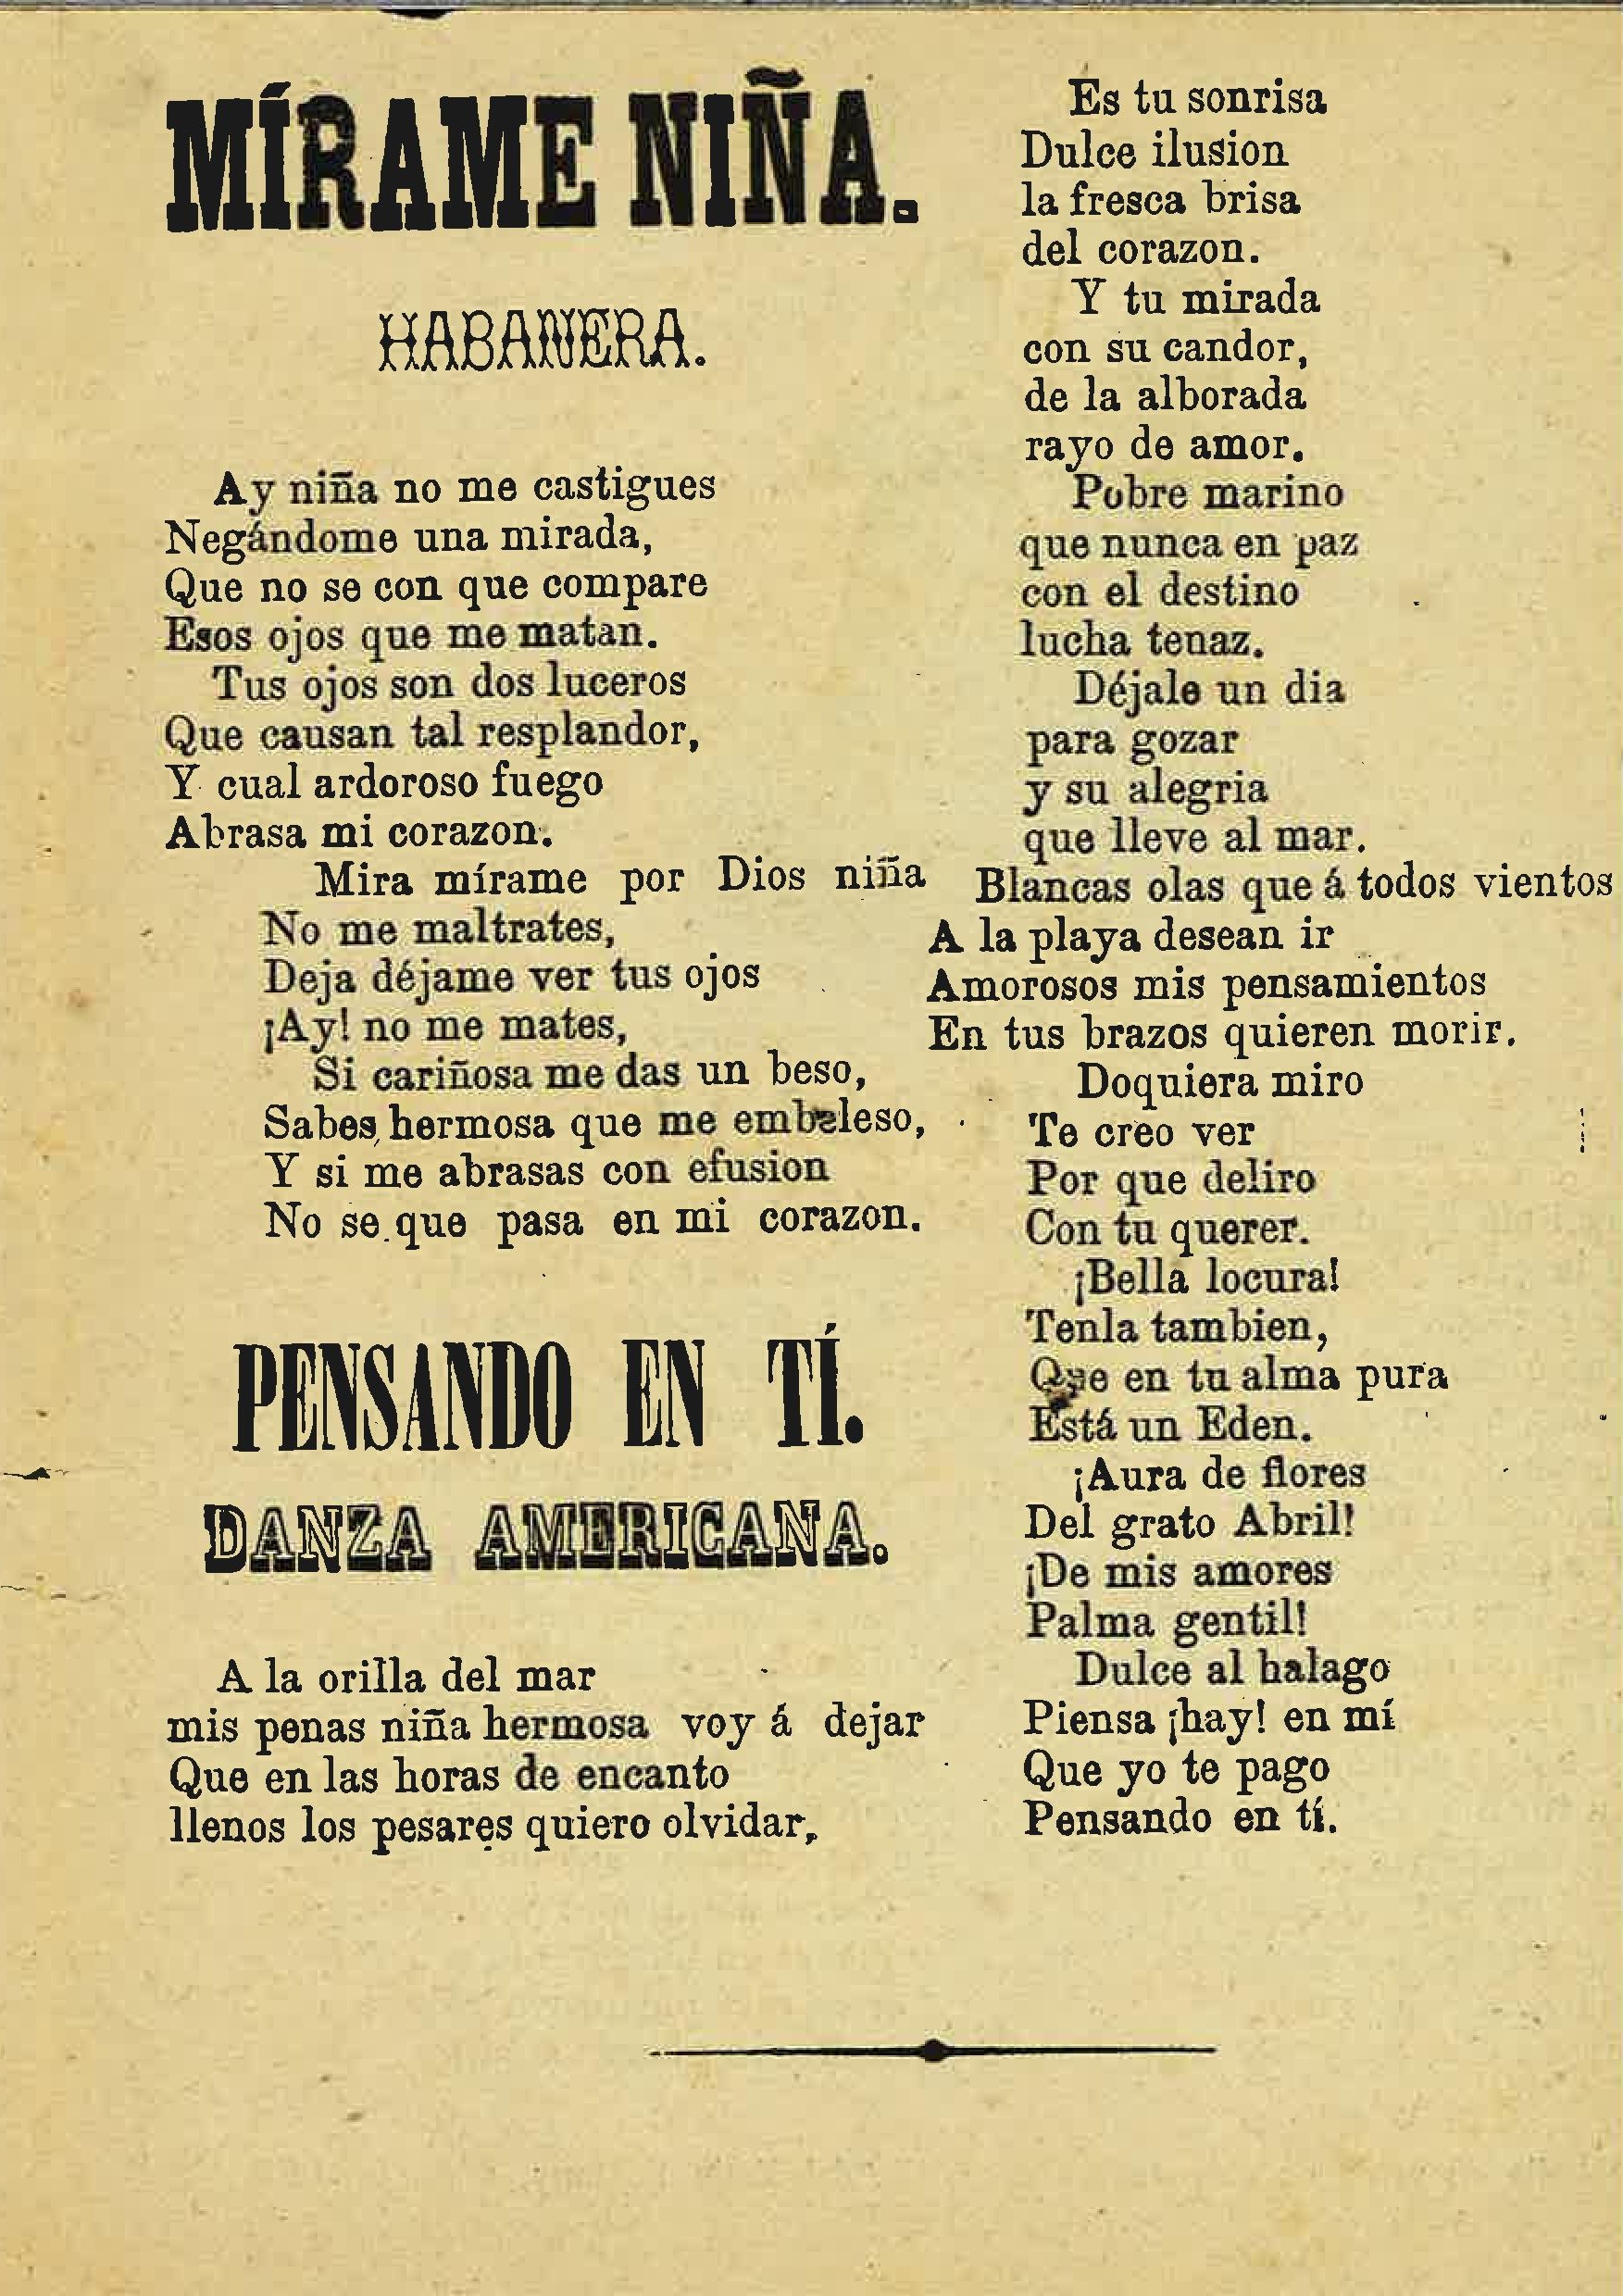 MÍRAME NIÑA.
HABANERA.
Ay niña no me castigues
Negándome una mirada,
Que no se con que compare
Esos ojos que me matan.
Tus ojos son dos luceros
Que causan tal resplandor,
Y cual ardoroso fuego
Abrasa mi corazon.
Mira mírame por Dios niña
No me maltrates,
Deja déjame ver tus ojos
¡Ay! no me mates,
Si cariñosa me das un beso,
Sabes hermosa que me embeleso,
Y si me abrasas con efusion
No se que pasa en mi corazon.
PENSANDO EN TÍ.
DANZA AMERICANA.
A la orilla del mar
mis penas niña hermosa voy á dejar
Que en las horas de encanto
llenos los pesares quiero olvidar,
Es tu sonrisa
Dulce ilusion
la fresca brisa
del corazon.
Y tu mirada
con su candor,
de la alborada
rayo de amor.
Pobre marino
que nunca en paz
con el destino
lucha tenaz.
Déjale un dia
para gozar
y su alegria
que lleve al mar.
Blancas olas que á todos vientos
A la playa desean ir
Amorosos mis pensamientos
En tus brazos quieren morir.
Doquiera miro
Te creo ver
Por que deliro
Con tu querer.
¡Bella locura!
Tenla tambien,
Que en tu alma pura
Está un Eden.
¡Aura de flores
Del grato Abril!
¡De mis amores
Palma gentil!
Dulce al halago
Piensa ¡hay! en mí
Que yo te pago
Pensando en tí.